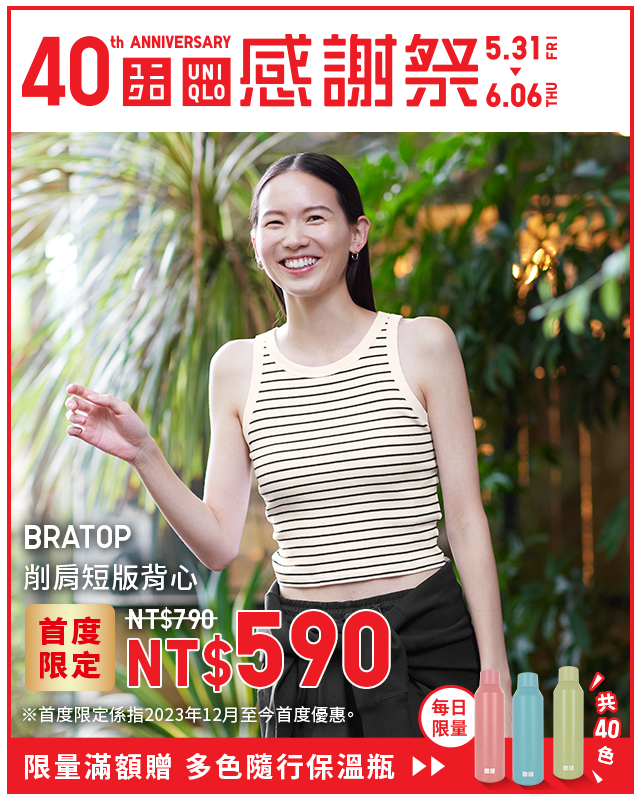 40th ANNIVERSARY
ユニクロ
UNIQLO
感謝祭
5.31 FRI
▼
6.06 THU
BRATOP
削肩短版背心
首度限定
NT$790
NT$590
※首度限定係指2023年12月至今首度優惠。
每日限量
共40色
限量滿額贈 多色隨行保溫瓶 ▶▶